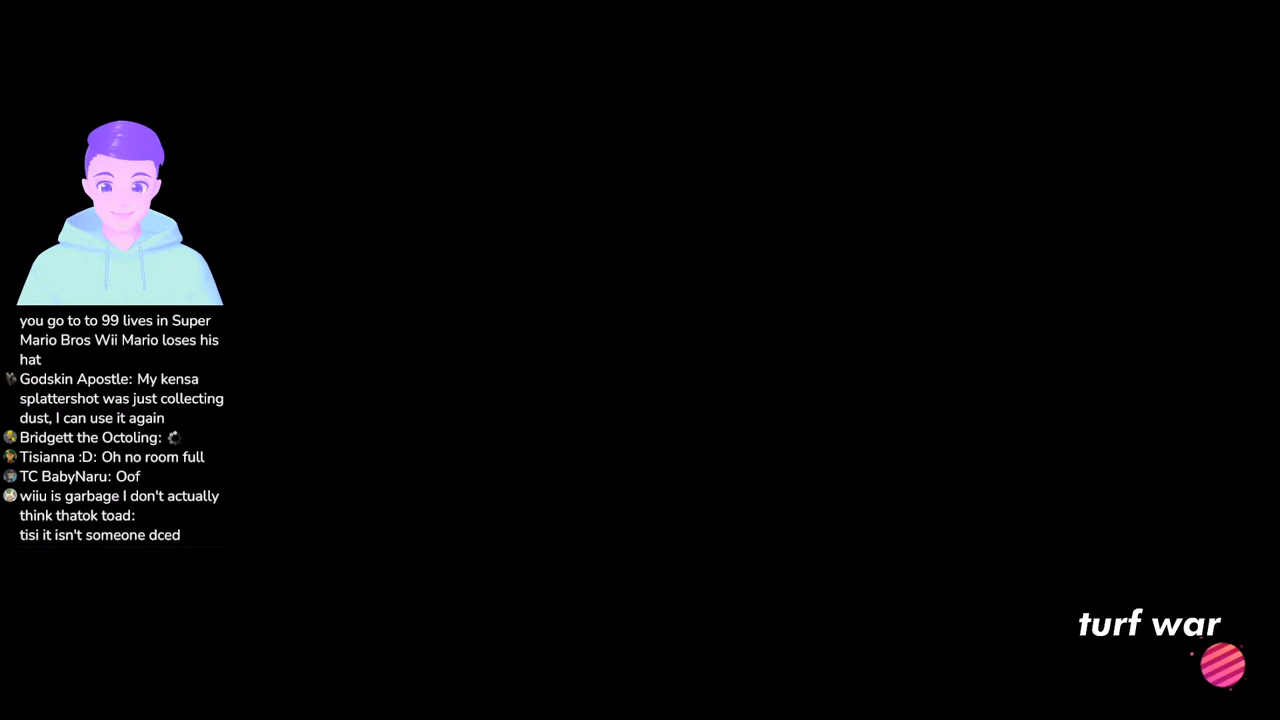 you go to to 99 lives in Super
Mario Bros Wii Mario loses his
hat
Godskin Apostle: My kensa
splattershot was just collecting
dust, I can use it again
Bridgett the Octoling:
Tisianna :D: Oh no room full
TC BabyNaru: Oof
wiiu is garbage I don't actually
think thatok toad:
tisi it isn't someone dced
turf war